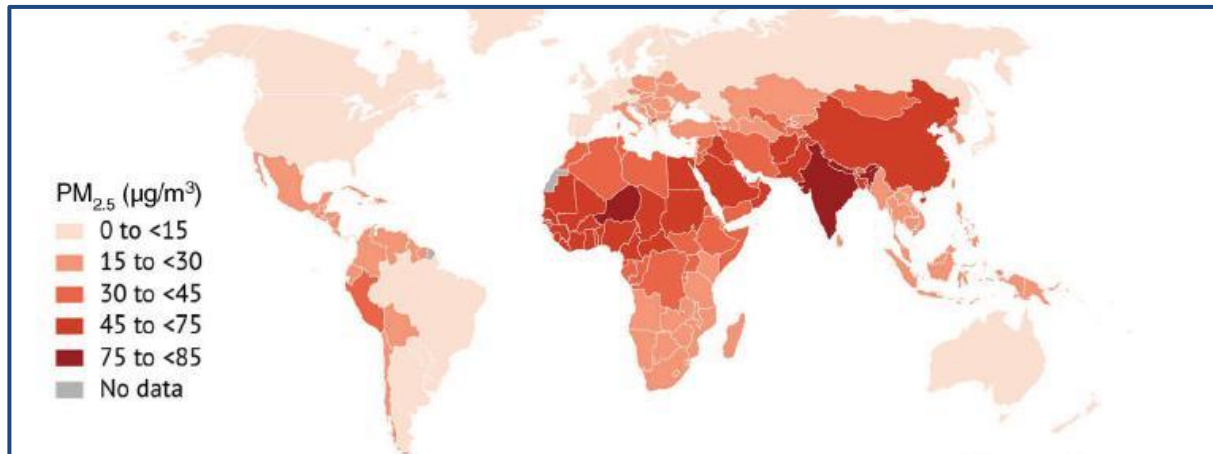 PM2.5 (µg/m³)
0 to <15
15 to <30
30 to <45
45 to <75
75 to <85
No data